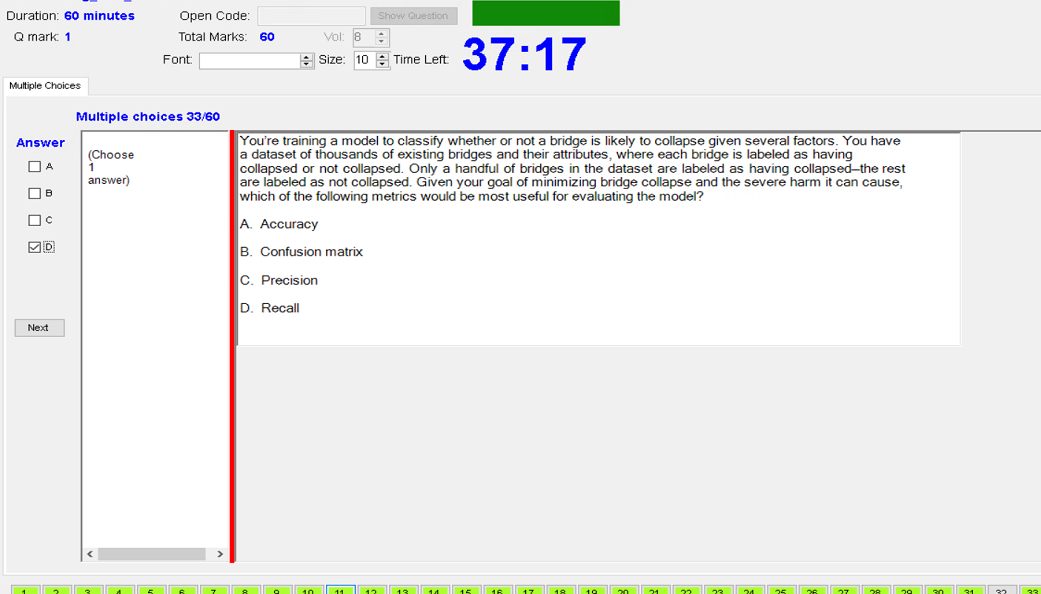 Duration: 60 minutes Open Code: Show Question
Q mark: 1 Total Marks: 60 Vol: 8
Font: Size: 10 Time Left: 37:17
Multiple Choices
Multiple choices 33/60
Answer
(Choose
1
answer)
A
B
C
D
Next
You're training a model to classify whether or not a bridge is likely to collapse given several factors. You have
a dataset of thousands of existing bridges and their attributes, where each bridge is labeled as having
collapsed or not collapsed. Only a handful of bridges in the dataset are labeled as having collapsed—the rest
are labeled as not collapsed. Given your goal of minimizing bridge collapse and the severe harm it can cause,
which of the following metrics would be most useful for evaluating the model?
A. Accuracy
B. Confusion matrix
C. Precision
D. Recall
1 2 3 4 5 6 7 8 9 10 11 12 13 14 15 16 17 18 19 20 21 22 23 24 25 26 27 28 29 30 31 32 33